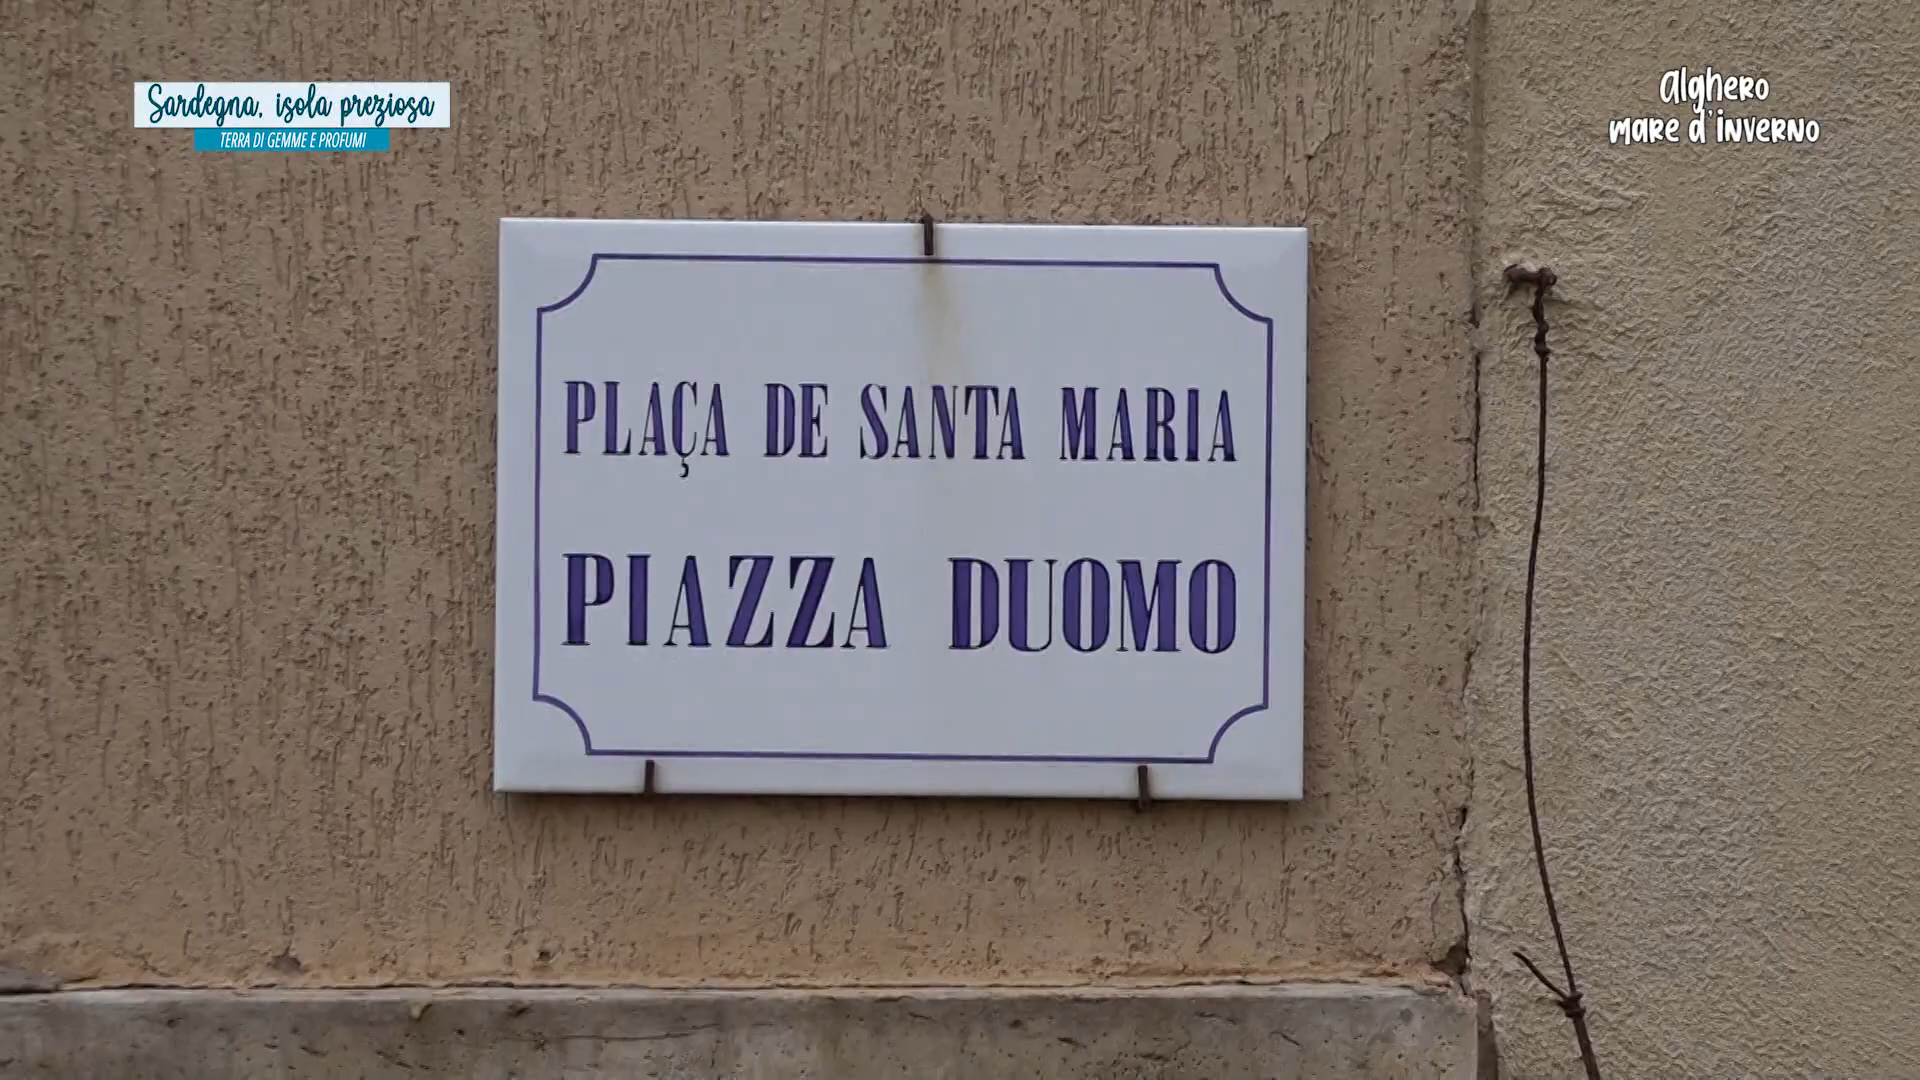 Sardegna, isola preziosa
TERRA DI GEMME E PROFUMI
Alghero
mare d'inverno
PLAÇA DE SANTA MARIA
PIAZZA DUOMO